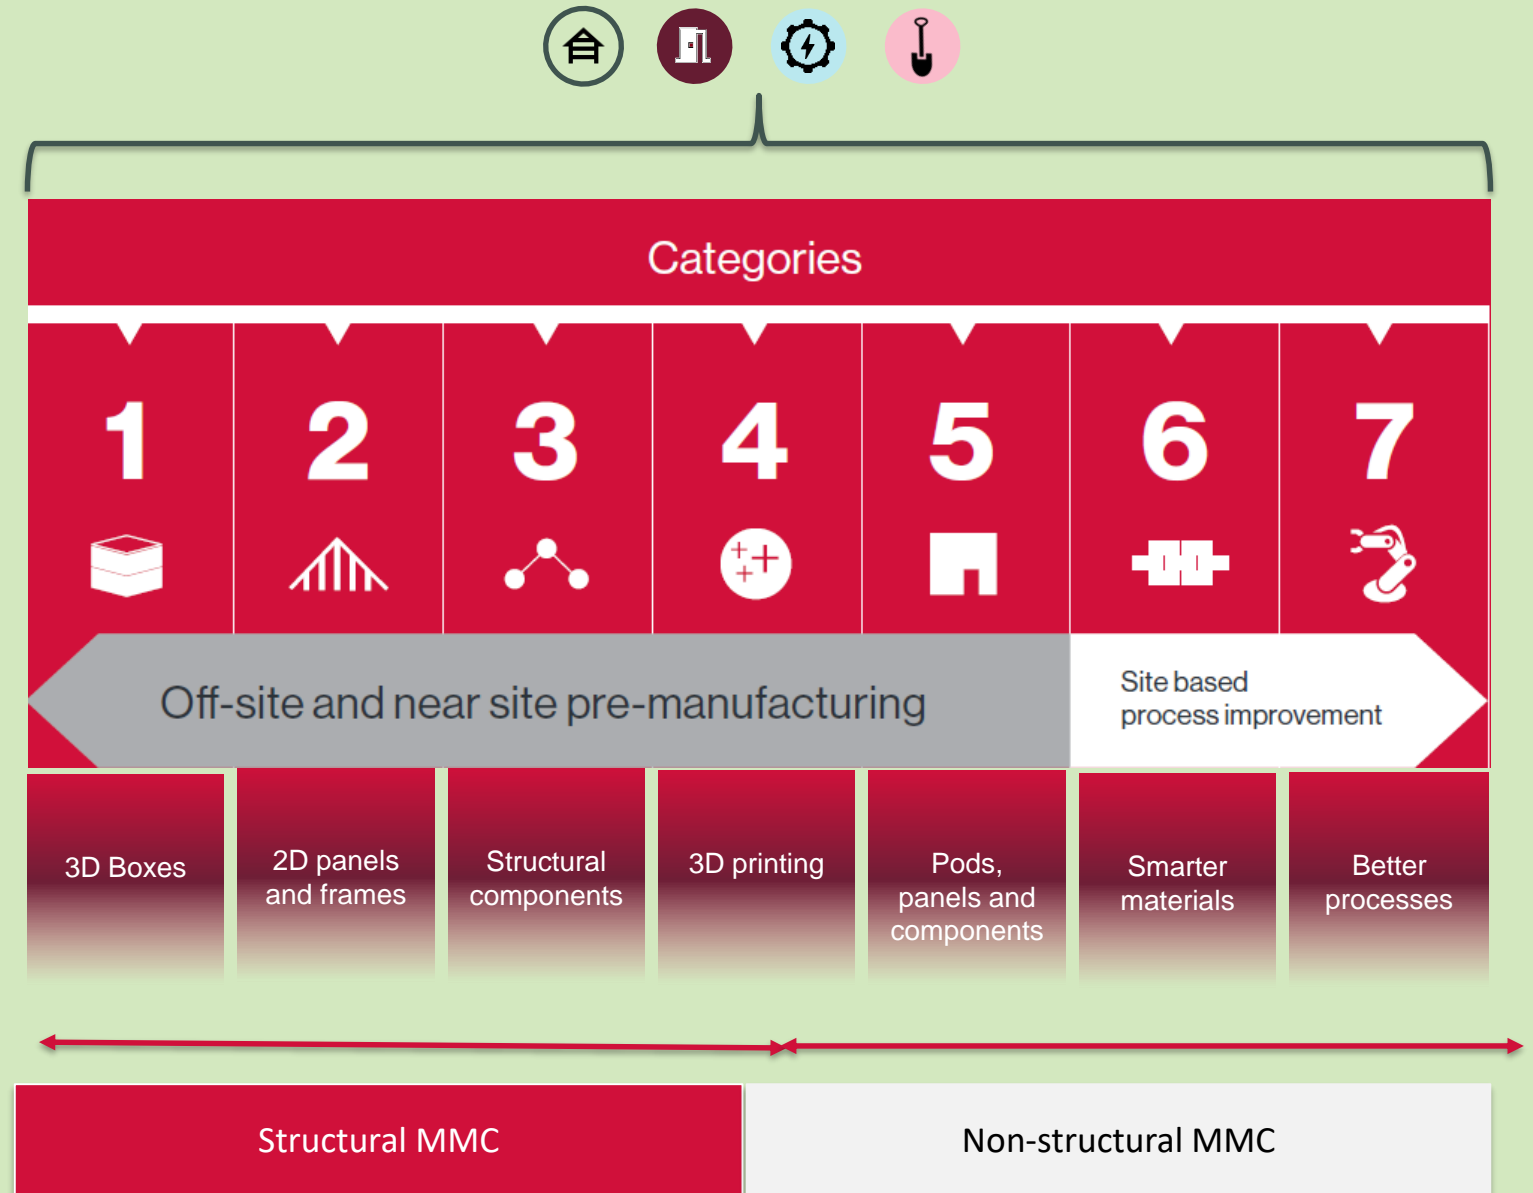 Categories
1 2 3 4 5 6 7
Off-site and near site pre-manufacturing
Site based
process improvement
3D Boxes
2D panels
and frames
Structural
components
3D printing
Pods,
panels and
components
Smarter
materials
Better
processes
Structural MMC
Non-structural MMC